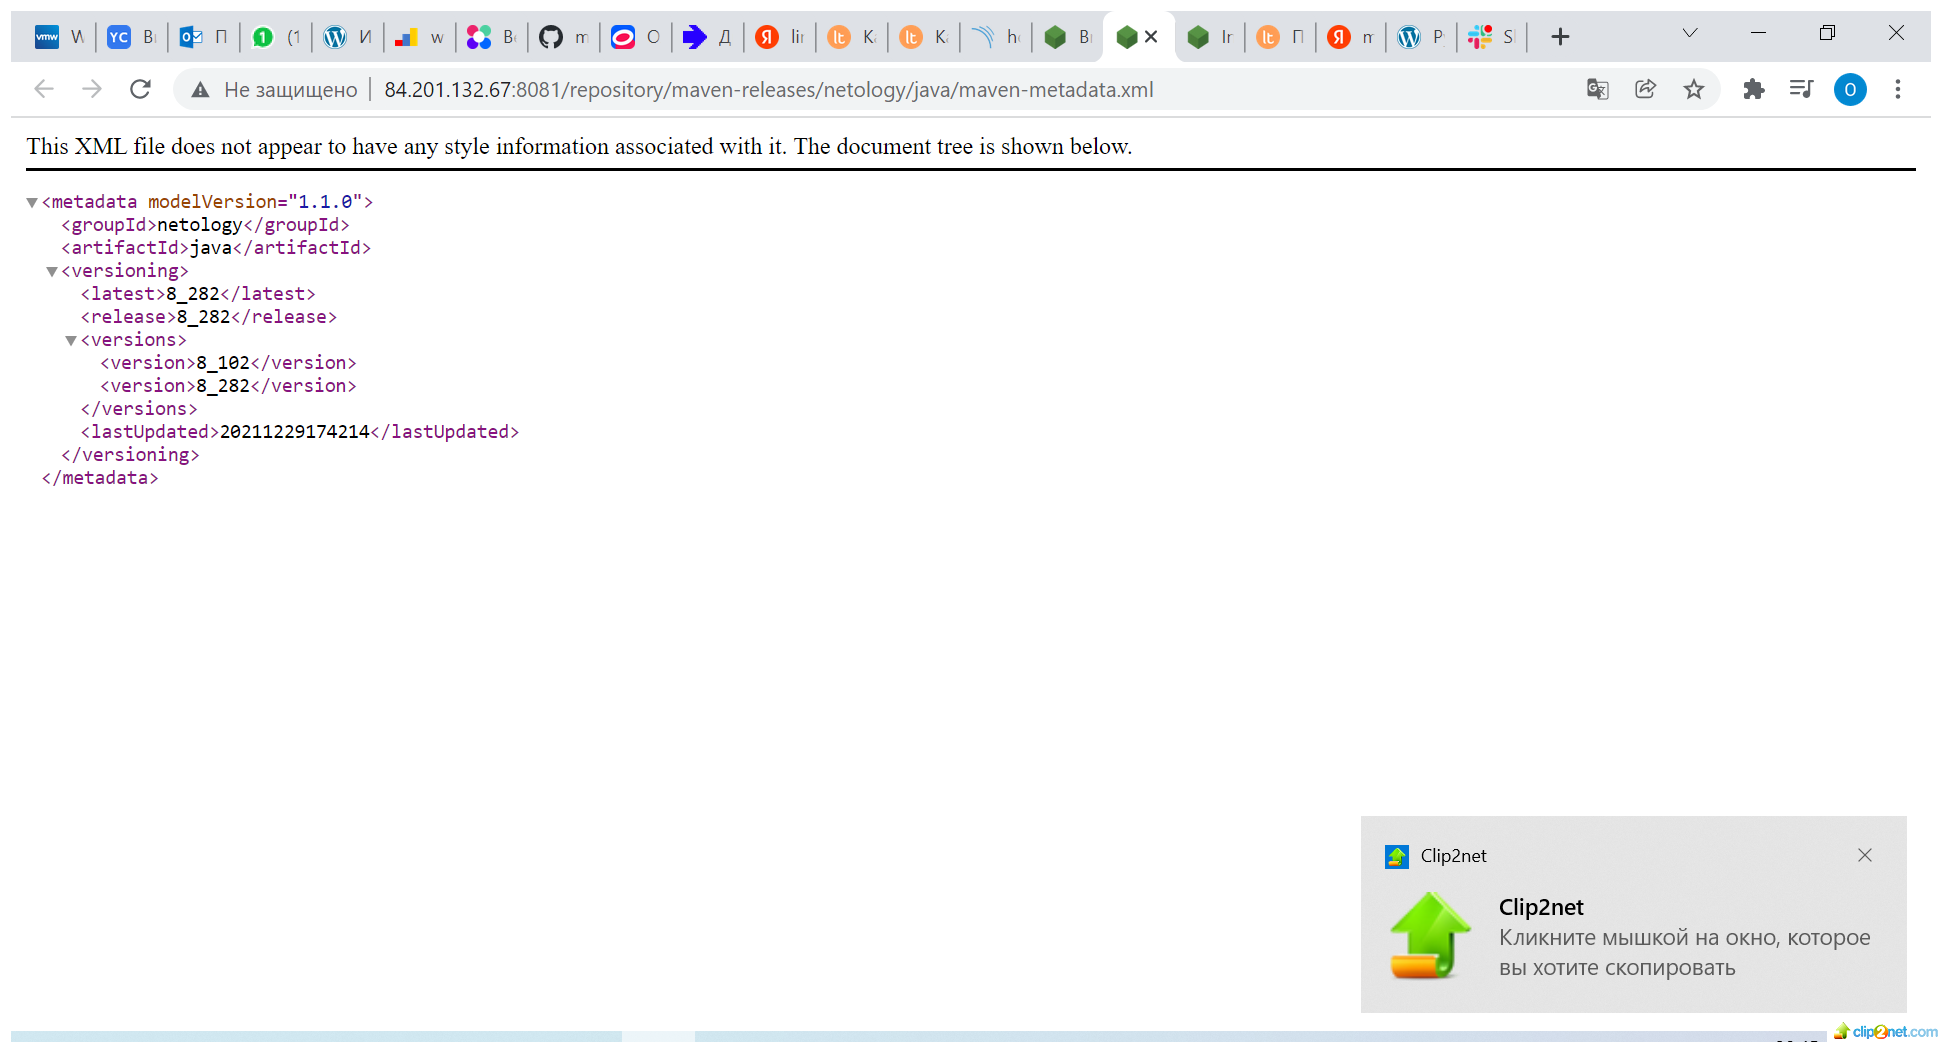 vmw W YC B П 1 (1 И w B m O Д Я lir lt K lt K h B Ir lt П Я m P S
Не защищено 84.201.132.67:8081/repository/maven-releases/netology/java/maven-metadata.xml O
This XML file does not appear to have any style information associated with it. The document tree is shown below.
<metadata modelVersion="1.1.0">
<groupId>netology</groupId>
<artifactId>java</artifactId>
<versioning>
<latest>8_282</latest>
<release>8_282</release>
<versions>
<version>8_102</version>
<version>8_282</version>
</versions>
<lastUpdated>20211229174214</lastUpdated>
</versioning>
</metadata>
Clip2net
Clip2net
Кликните мышкой на окно, которое
вы хотите скопировать
clip2net.com